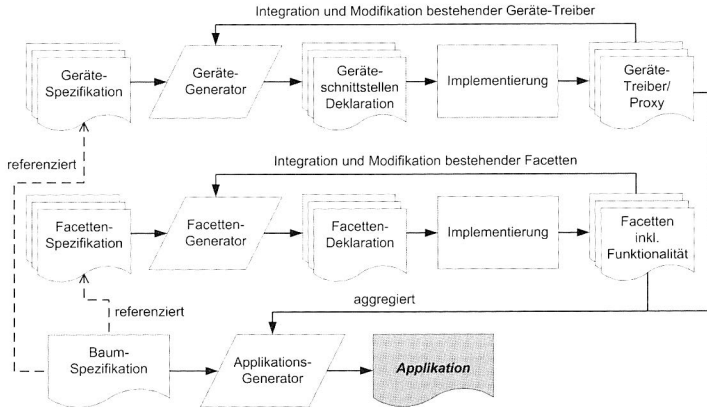 Integration und Modifikation bestehender Geräte-Treiber
Geräte-
Spezifikation
Geräte-
Generator
Geräte-
schnittstellen
Deklaration
Implementierung
Geräte-
Treiber/
Proxy
referenziert
Integration und Modifikation bestehender Facetten
Facetten-
Spezifikation
Facetten-
Generator
Facetten-
Deklaration
Implementierung
Facetten
inkl.
Funktionalität
referenziert
aggregiert
Baum-
Spezifikation
Applikations-
Generator
Applikation